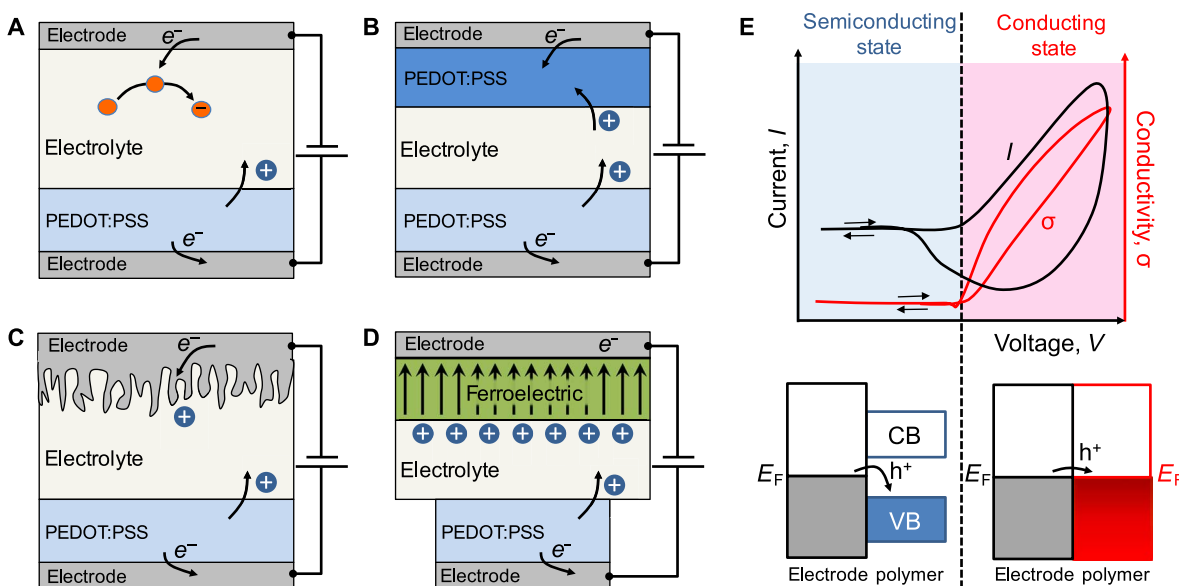 A
Electrode
e⁻
−
Electrolyte
+
PEDOT:PSS
e⁻
Electrode
B
Electrode
e⁻
PEDOT:PSS
+
Electrolyte
+
PEDOT:PSS
e⁻
Electrode
C
Electrode
e⁻
+
Electrolyte
+
PEDOT:PSS
e⁻
Electrode
D
Electrode
e⁻
Ferroelectric
+ + + + + + +
Electrolyte
+
PEDOT:PSS
e⁻
Electrode
E
Semiconducting
state
Conducting
state
Current, I
I
σ
Conductivity, σ
Voltage, V
CB
h⁺
E_F
VB
Electrode polymer
h⁺
E_F
E_F
Electrode polymer